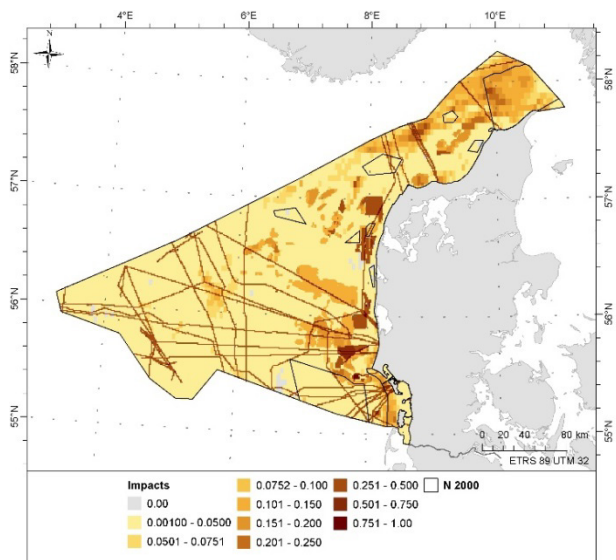 N
4°E 6°E 8°E 10°E
58°N 58°N
57°N 57°N
56°N 56°N
55°N 55°N
0 20 40 80 km
ETRS 89 UTM 32
Impacts
0.00
0.00100 - 0.0500
0.0501 - 0.0751
0.0752 - 0.100
0.101 - 0.150
0.151 - 0.200
0.201 - 0.250
0.251 - 0.500
0.501 - 0.750
0.751 - 1.00
N 2000